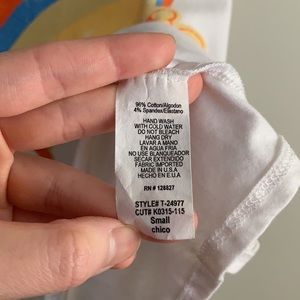 96% Cotton/Algodon
4% Spandex/Elastano
HAND WASH
WITH COLD WATER
DO NOT BLEACH
HANG DRY
LAVAR A MANO
EN AGUA FRIA
NO USE BLANQUEADOR
SECAR EXTENDIDO
FABRIC IMPORTED
MADE IN U.S.A
HECHO EN E.U.A
RN # 128827
STYLE# T-24977
CUT# K0315-115
Small
chico